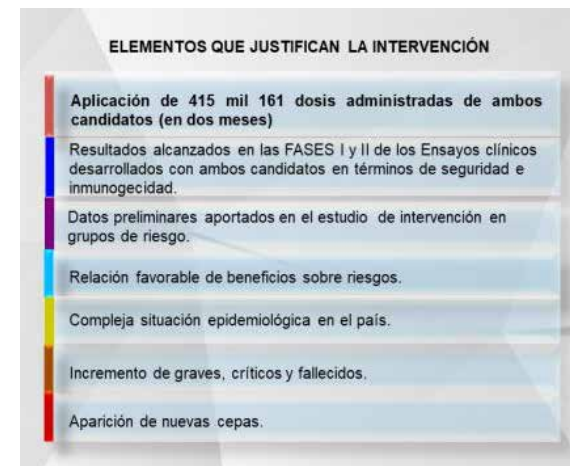 ELEMENTOS QUE JUSTIFICAN LA INTERVENCIÓN
Aplicación de 415 mil 161 dosis administradas de ambos
candidatos (en dos meses)
Resultados alcanzados en las FASES I y II de los Ensayos clínicos
desarrollados con ambos candidatos en términos de seguridad e
inmunogecidad.
Datos preliminares aportados en el estudio de intervención en
grupos de riesgo.
Relación favorable de beneficios sobre riesgos.
Compleja situación epidemiológica en el país.
Incremento de graves, críticos y fallecidos.
Aparición de nuevas cepas.